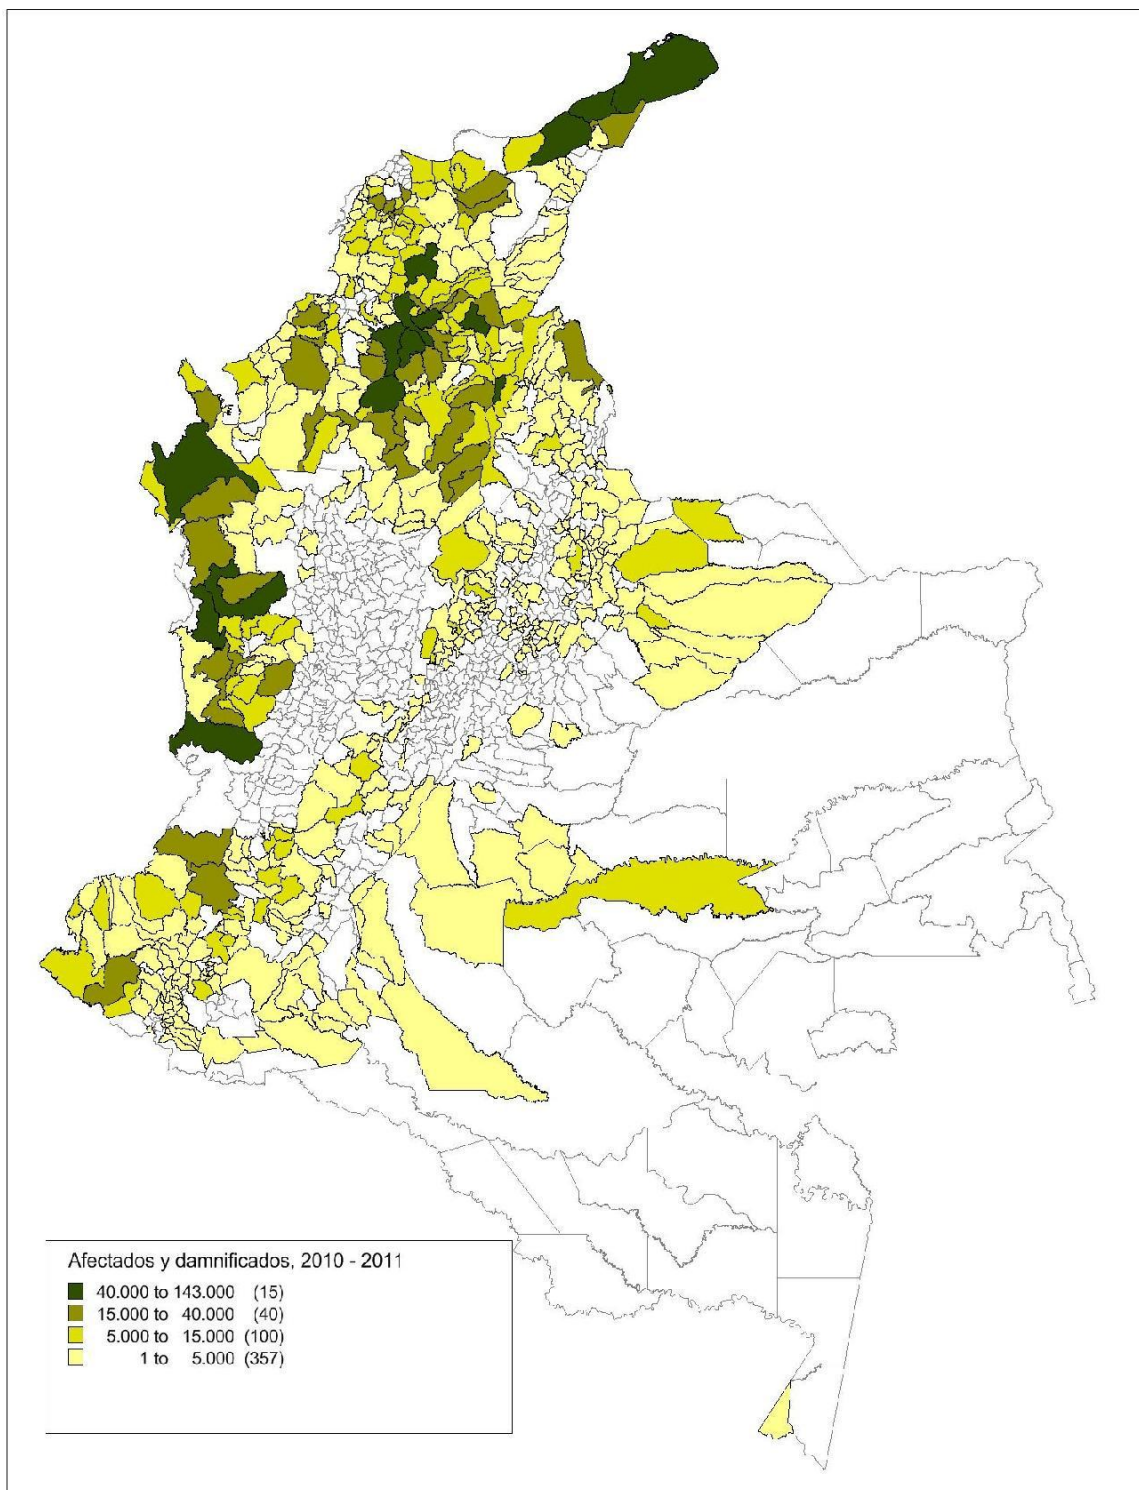 Afectados y damnificados, 2010 - 2011
40.000 to 143.000 (15)
15.000 to 40.000 (40)
5.000 to 15.000 (100)
1 to 5.000 (357)